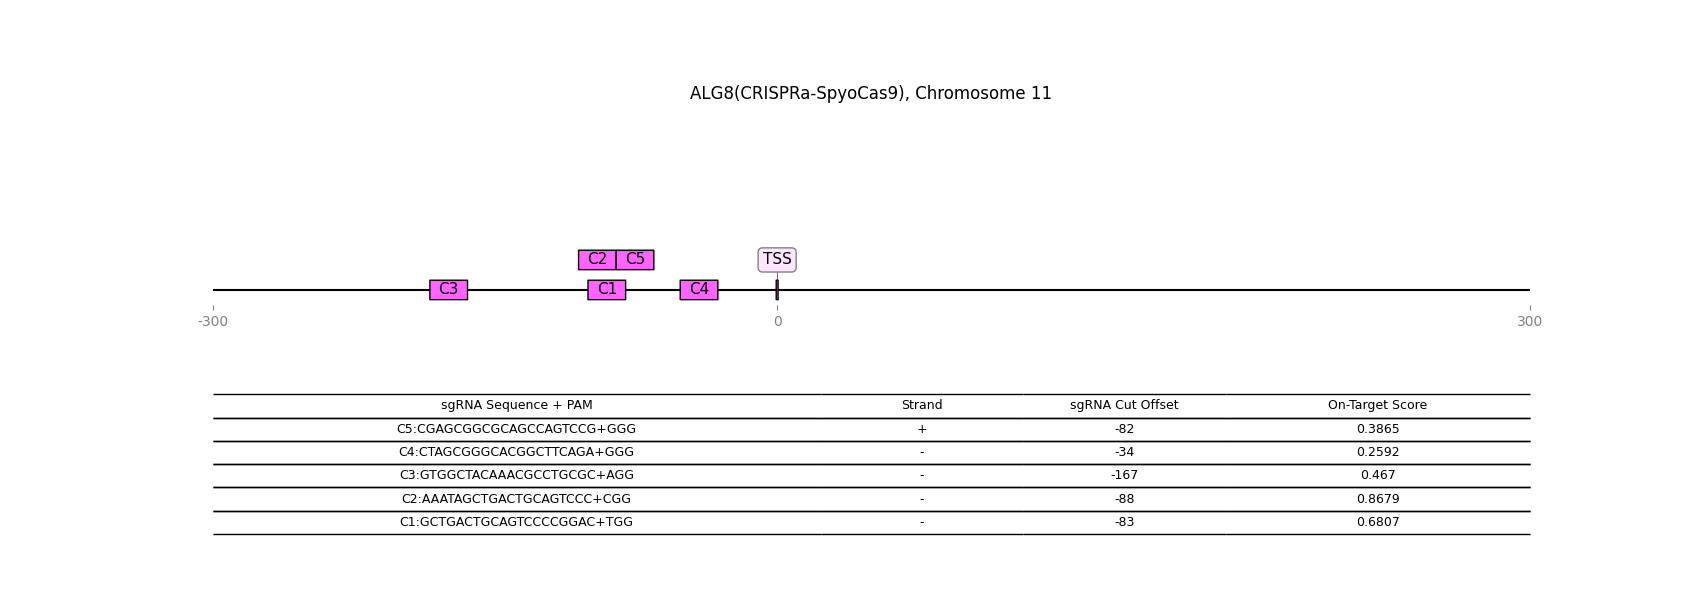 ALG8(CRISPRa-SpyoCas9), Chromosome 11
C2 C5 TSS
C3 C1 C4
-300 0 300
sgRNA Sequence + PAM Strand sgRNA Cut Offset On-Target Score
C5:CGAGCGGCGCAGCCAGTCCG+GGG + -82 0.3865
C4:CTAGCGGGCACGGCTTCAGA+GGG - -34 0.2592
C3:GTGGCTACAAACGCCTGCGC+AGG - -167 0.467
C2:AAATAGCTGACTGCAGTCCC+CGG - -88 0.8679
C1:GCTGACTGCAGTCCCCGGAC+TGG - -83 0.6807